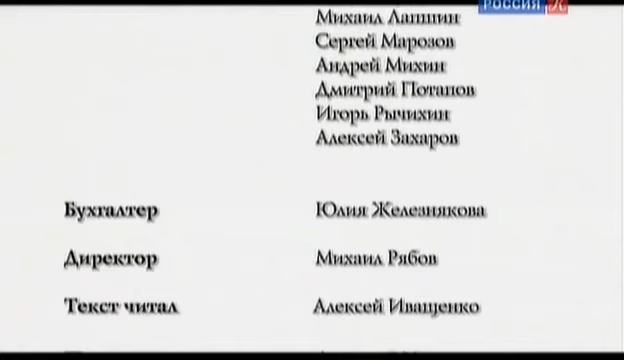 РОССИЯ К
Михаил Лапшин
Сергей Марозов
Андрей Михин
Дмитрий Потапов
Игорь Рычихин
Алексей Захаров
Бухгалтер Юлия Железнякова
Директор Михаил Рябов
Текст читал Алексей Иващенко